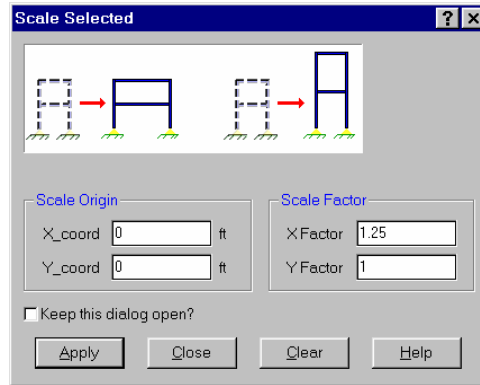 Scale Selected
Scale Origin
X_coord 0 ft
Y_coord 0 ft
Scale Factor
X Factor 1.25
Y Factor 1
Keep this dialog open?
Apply Close Clear Help